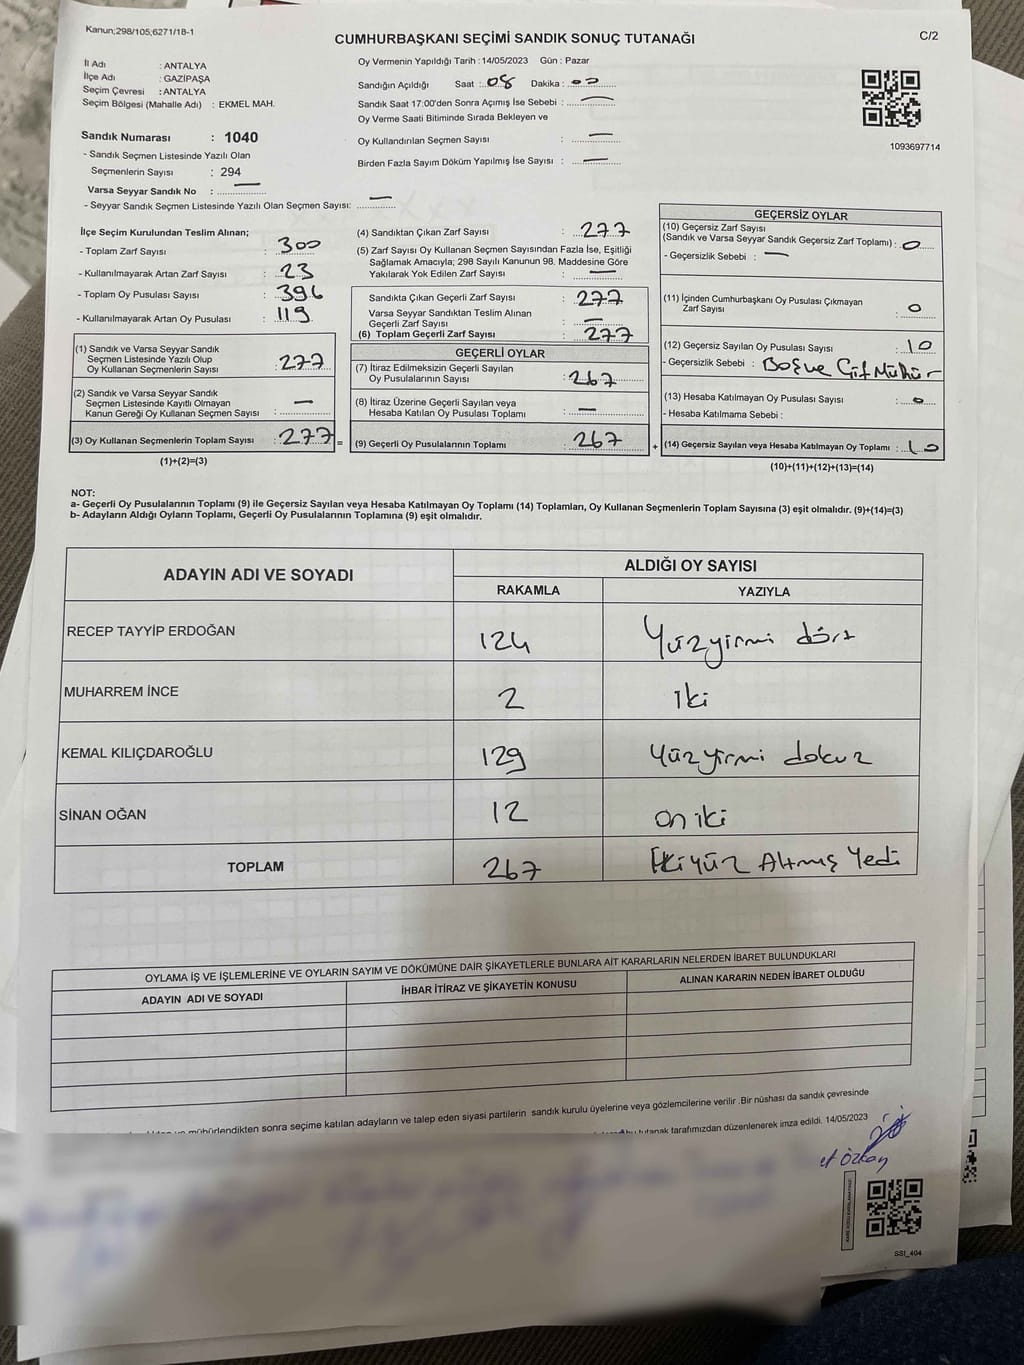 Kanun;298/105;6271/18-1
CUMHURBAŞKANI SEÇİMİ SANDIK SONUÇ TUTANAĞI
C/2
İl Adı : ANTALYA
İlçe Adı : GAZİPAŞA
Seçim Çevresi : ANTALYA
Seçim Bölgesi (Mahalle Adı) : EKMEL MAH.
Sandık Numarası : 1040
- Sandık Seçmen Listesinde Yazılı Olan
Seçmenlerin Sayısı : 294
Varsa Seyyar Sandık No : —
- Seyyar Sandık Seçmen Listesinde Yazılı Olan Seçmen Sayısı: —
Oy Vermenin Yapıldığı Tarih : 14/05/2023 Gün : Pazar
Sandığın Açıldığı Saat : 08 Dakika : 00
Sandık Saat 17:00'den Sonra Açımış İse Sebebi : —
Oy Verme Saati Bitiminde Sırada Bekleyen ve
Oy Kullandırılan Seçmen Sayısı : —
Birden Fazla Sayım Döküm Yapılmış İse Sayısı : —
1093697714
İlçe Seçim Kurulundan Teslim Alınan;
- Toplam Zarf Sayısı : 300
- Kullanılmayarak Artan Zarf Sayısı : 23
- Toplam Oy Pusulası Sayısı : 396
- Kullanılmayarak Artan Oy Pusulası : 119
(1) Sandık ve Varsa Seyyar Sandık
Seçmen Listesinde Yazılı Olup
Oy Kullanan Seçmenlerin Sayısı : 277
(2) Sandık ve Varsa Seyyar Sandık
Seçmen Listesinde Kayıtlı Olmayan
Kanun Gereği Oy Kullanan Seçmen Sayısı : —
(3) Oy Kullanan Seçmenlerin Toplam Sayısı : 277 =
(1)+(2)=(3)
(4) Sandıktan Çıkan Zarf Sayısı : 277
(5) Zarf Sayısı Oy Kullanan Seçmen Sayısından Fazla İse, Eşitliği
Sağlamak Amacıyla; 298 Sayılı Kanunun 98. Maddesine Göre
Yakılarak Yok Edilen Zarf Sayısı : —
Sandıkta Çıkan Geçerli Zarf Sayısı : 277
Varsa Seyyar Sandıktan Teslim Alınan
Geçerli Zarf Sayısı : —
(6) Toplam Geçerli Zarf Sayısı : 277
GEÇERLİ OYLAR
(7) İtiraz Edilmeksizin Geçerli Sayılan
Oy Pusulalarının Sayısı : 267
(8) İtiraz Üzerine Geçerli Sayılan veya
Hesaba Katılan Oy Pusulası Toplamı : —
(9) Geçerli Oy Pusulalarının Toplamı : 267 +
GEÇERSİZ OYLAR
(10) Geçersiz Zarf Sayısı
(Sandık ve Varsa Seyyar Sandık Geçersiz Zarf Toplamı) : 0
- Geçersizlik Sebebi : —
(11) İçinden Cumhurbaşkanı Oy Pusulası Çıkmayan
Zarf Sayısı : 0
(12) Geçersiz Sayılan Oy Pusulası Sayısı : 10
- Geçersizlik Sebebi : Boş ve Çif Mühür
(13) Hesaba Katılmayan Oy Pusulası Sayısı : 0
- Hesaba Katılmama Sebebi :
(14) Geçersiz Sayılan veya Hesaba Katılmayan Oy Toplamı : 10
(10)+(11)+(12)+(13)=(14)
NOT:
a- Geçerli Oy Pusulalarının Toplamı (9) ile Geçersiz Sayılan veya Hesaba Katılmayan Oy Toplamı (14) Toplamları, Oy Kullanan Seçmenlerin Toplam Sayısına (3) eşit olmalıdır. (9)+(14)=(3)
b- Adayların Aldığı Oyların Toplamı, Geçerli Oy Pusulalarının Toplamına (9) eşit olmalıdır.
ADAYIN ADI VE SOYADI ALDIĞI OY SAYISI
RAKAMLA YAZIYLA
RECEP TAYYİP ERDOĞAN 124 Yüzyirmi dört
MUHARREM İNCE 2 iki
KEMAL KILIÇDAROĞLU 129 Yüzyirmi dokuz
SİNAN OĞAN 12 on iki
TOPLAM 267 İkiyüz Altmış Yedi
OYLAMA İŞ VE İŞLEMLERİNE VE OYLARIN SAYIM VE DÖKÜMÜNE DAİR ŞİKAYETLERLE BUNLARA AİT KARARLARIN NELERDEN İBARET BULUNDUKLARI
ADAYIN ADI VE SOYADI İHBAR İTİRAZ VE ŞİKAYETİN KONUSU ALINAN KARARIN NEDEN İBARET OLDUĞU
mühürlendikten sonra seçime katılan adayların ve talep eden siyasi partilerin sandık kurulu üyelerine veya gözlemcilerine verilir .Bir nüshası da sandık çevresinde
bu tutanak tarafımızdan düzenlenerek imza edildi. 14/05/2023
et Özkan
SSI_404